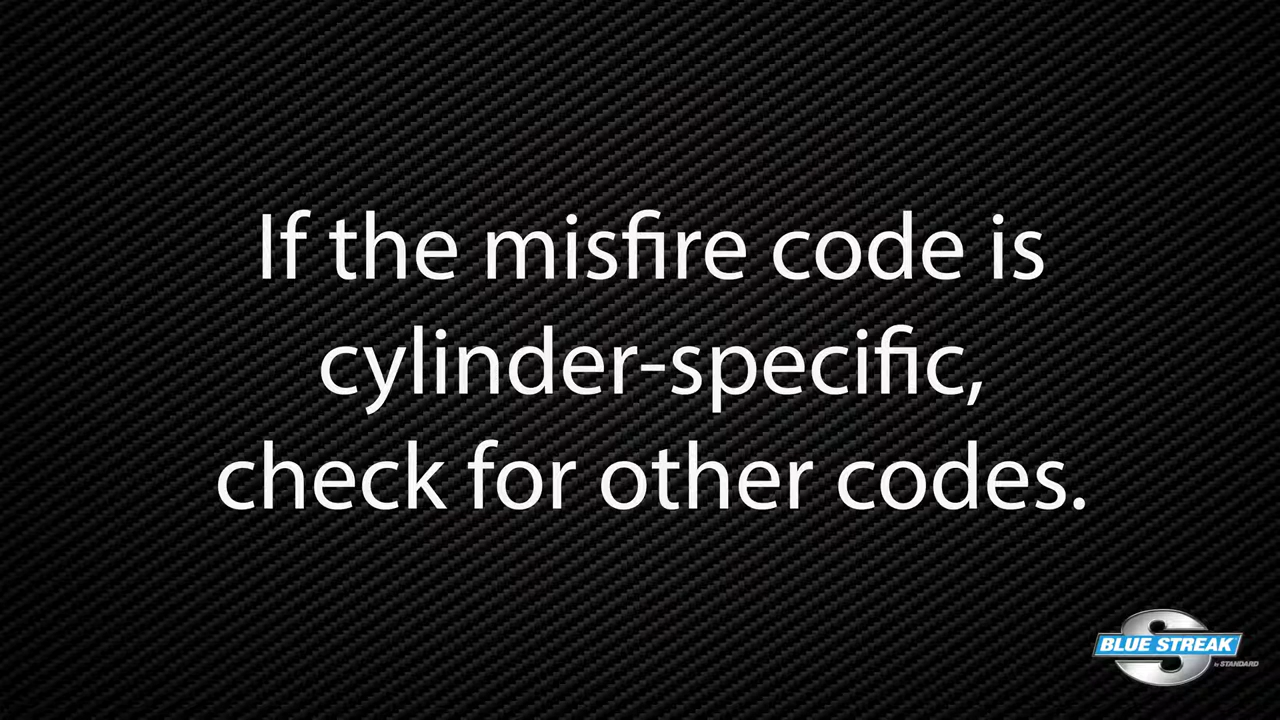 If the misfire code is
cylinder-specific,
check for other codes.
S
BLUE STREAK
by STANDARD